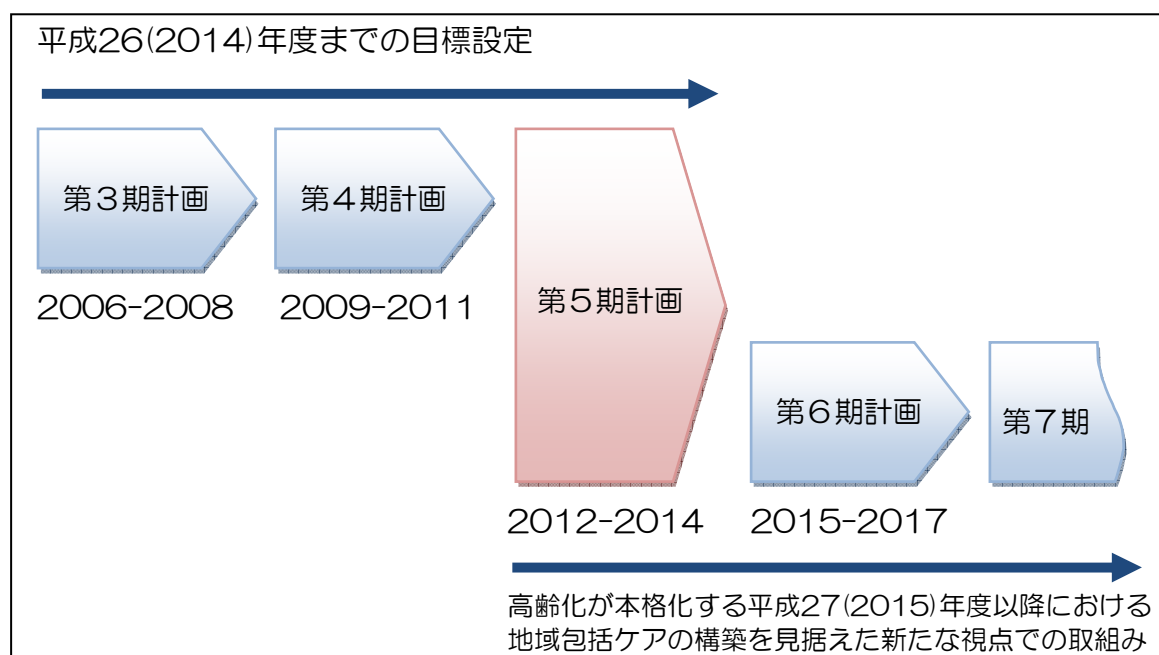 平成26(2014)年度までの目標設定
第3期計画
第4期計画
第5期計画
2006-2008
2009-2011
第6期計画
第7期
2012-2014
2015-2017
高齢化が本格化する平成27(2015)年度以降における
地域包括ケアの構築を見据えた新たな視点での取組み